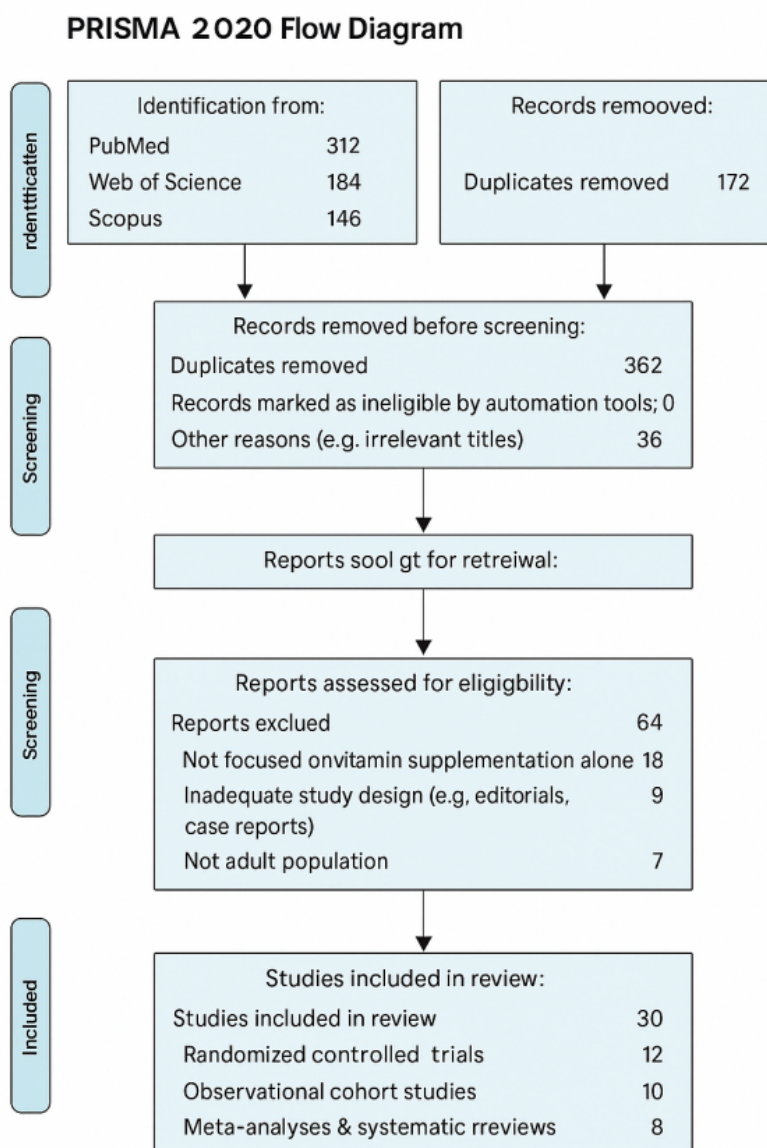 PRISMA 2020 Flow Diagram
rdenttficatten
Identification from:
PubMed 312
Web of Science 184
Scopus 146
Records remooved:
Duplicates removed 172
Screening
Records removed before screening:
Duplicates removed 362
Records marked as ineligible by automation tools; 0
Other reasons (e.g. irrelevant titles) 36
Reports sool gt for retreiwal:
Screening
Reports assessed for eligigbility:
Reports exclued 64
Not focused onvitamin supplementation alone 18
Inadequate study design (e.g, editorials, 9
case reports)
Not adult population 7
Included
Studies included in review:
Studies included in review 30
Randomized controlled trials 12
Observational cohort studies 10
Meta-analyses & systematic rreviews 8